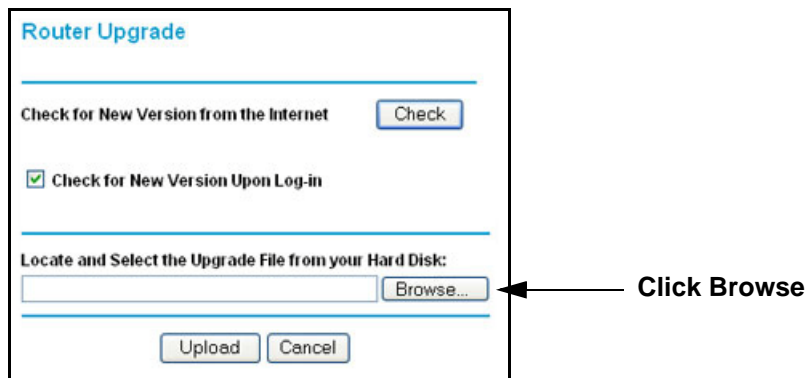 Router Upgrade
Check for New Version from the Internet Check
Check for New Version Upon Log-in
Locate and Select the Upgrade File from your Hard Disk:
Browse... Click Browse
Upload Cancel